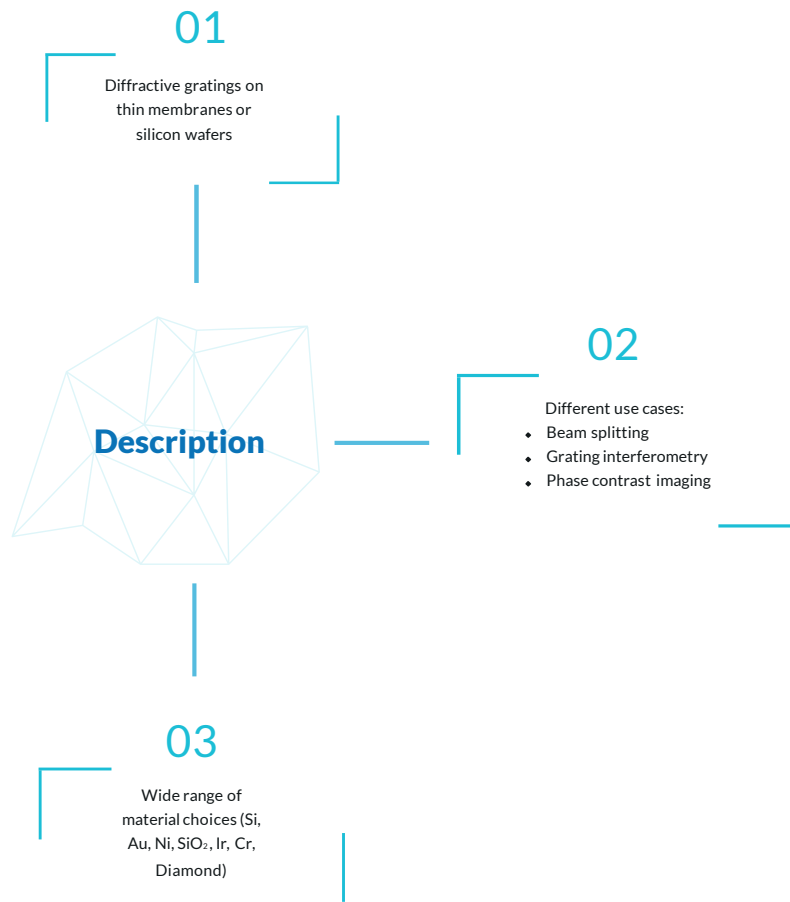 01
Diffractive gratings on
thin membranes or
silicon wafers
Description
02
Different use cases:
• Beam splitting
• Grating interferometry
• Phase contrast imaging
03
Wide range of
material choices (Si,
Au, Ni, SiO₂, Ir, Cr,
Diamond)